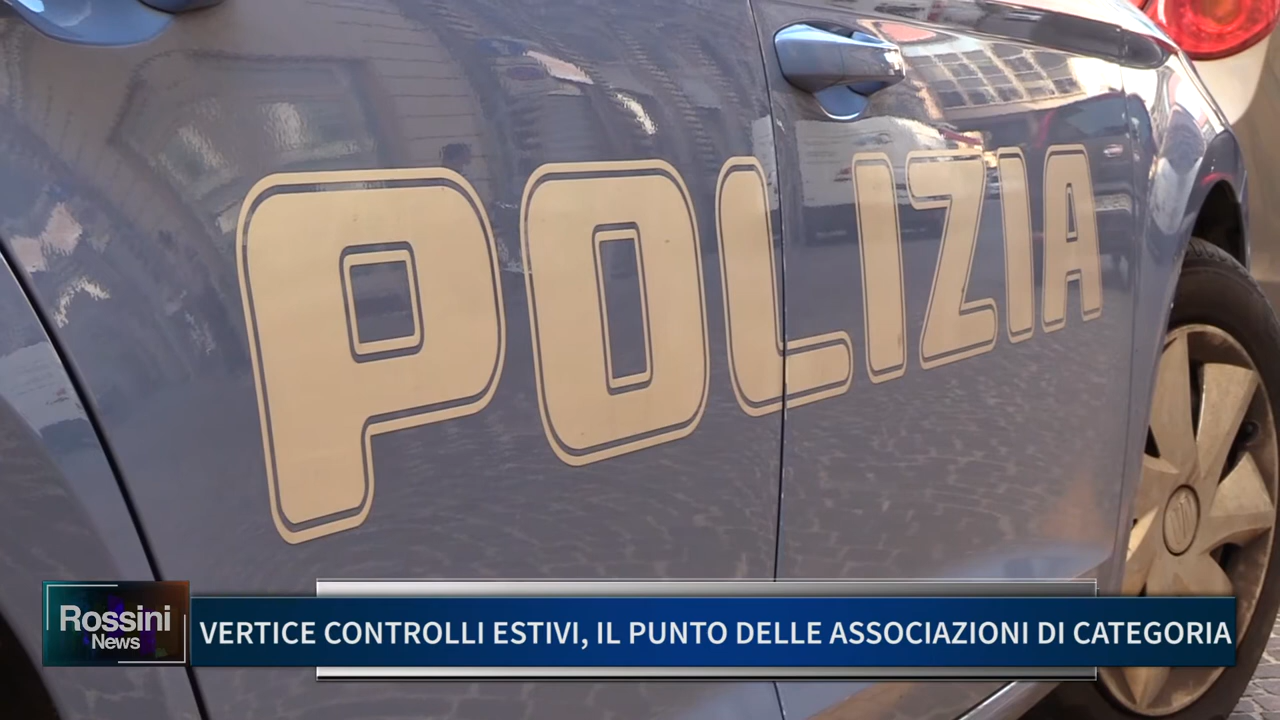 POLIZIA
Rossini
News
VERTICE CONTROLLI ESTIVI, IL PUNTO DELLE ASSOCIAZIONI DI CATEGORIA